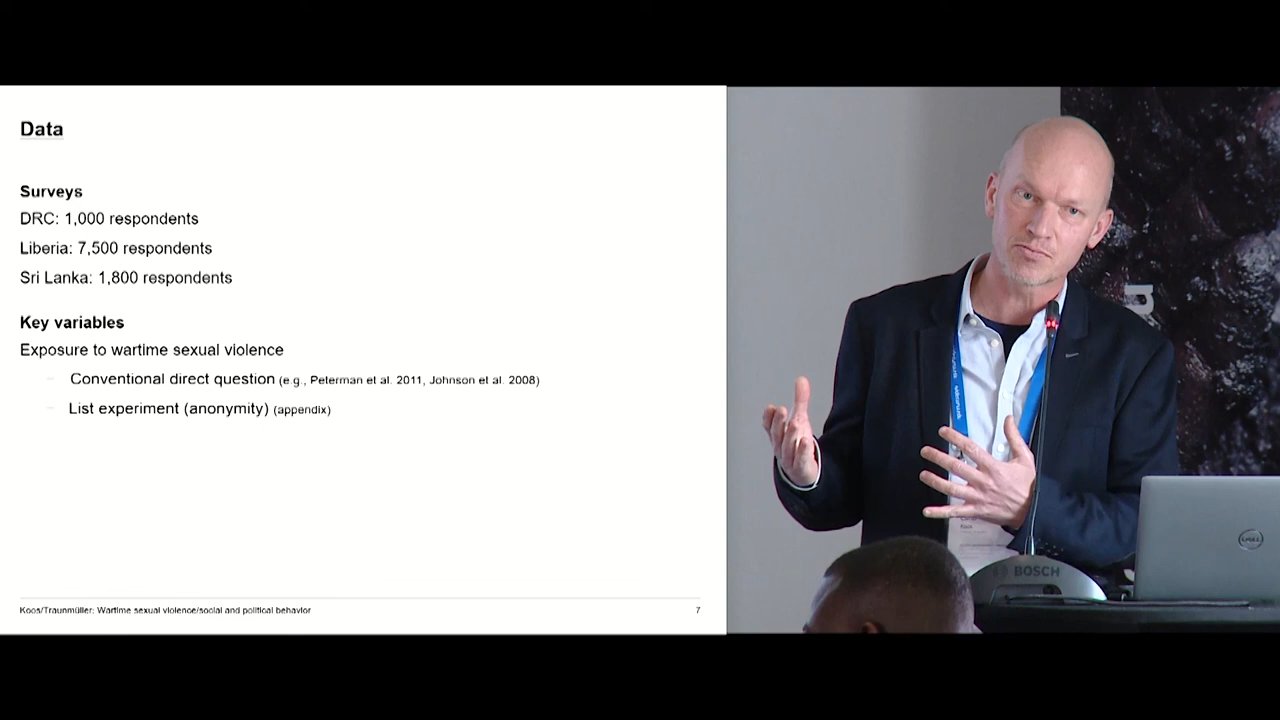 Data
Surveys
DRC: 1,000 respondents
Liberia: 7,500 respondents
Sri Lanka: 1,800 respondents
Key variables
Exposure to wartime sexual violence
Conventional direct question (e.g., Peterman et al. 2011, Johnson et al. 2008)
List experiment (anonymity) (appendix)
Koos/Traunmüller: Wartime sexual violence/social and political behavior
7
BOSCH
DELL